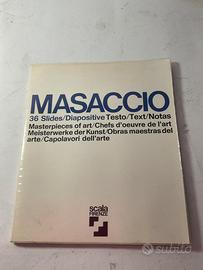 MASACCIO
36 Slides/Diapositive Testo/Text/Notas
Masterpieces of art/Chefs d'oeuvre de l'art
Meisterwerke der Kunst/Obras maestras del
arte/Capolavori dell'arte
scala
FIRENZE
subito